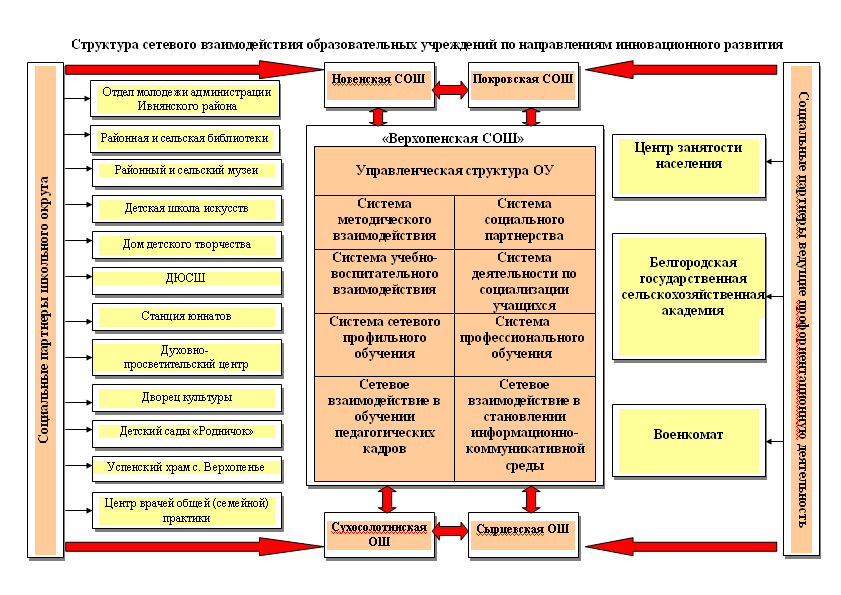 Структура сетевого взаимодействия образовательных учреждений по направлениям инновационного развития
Социальные партнеры школьного округа
Отдел молодежи администрации
Ивнянского района
Районная и сельская библиотеки
Районный и сельский музеи
Детская школа искусств
Дом детского творчества
ДЮСШ
Станция юннатов
Духовно-
просветительский центр
Дворец культуры
Детский сады «Родничок»
Успенский храм с. Верхопенье
Центр врачей общей (семейной)
практики
Новенская СОШ
Покровская СОШ
«Верхопенская СОШ»
Управленческая структура ОУ
Система
методического
взаимодействия
Система
социального
партнерства
Система учебно-
воспитательного
взаимодействия
Система
деятельности по
социализации
учащихся
Система сетевого
профильного
обучения
Система
профессионального
обучения
Сетевое
взаимодействие в
обучении
педагогических
кадров
Сетевое
взаимодействие в
становлении
информационно-
коммуникативной
среды
Сухосолотинская
ОШ
Сырцевская ОШ
Центр занятости
населения
Белгородская
государственная
сельскохозяйственная
академия
Военкомат
Социальные партнеры ведущие профориентационную деятельность